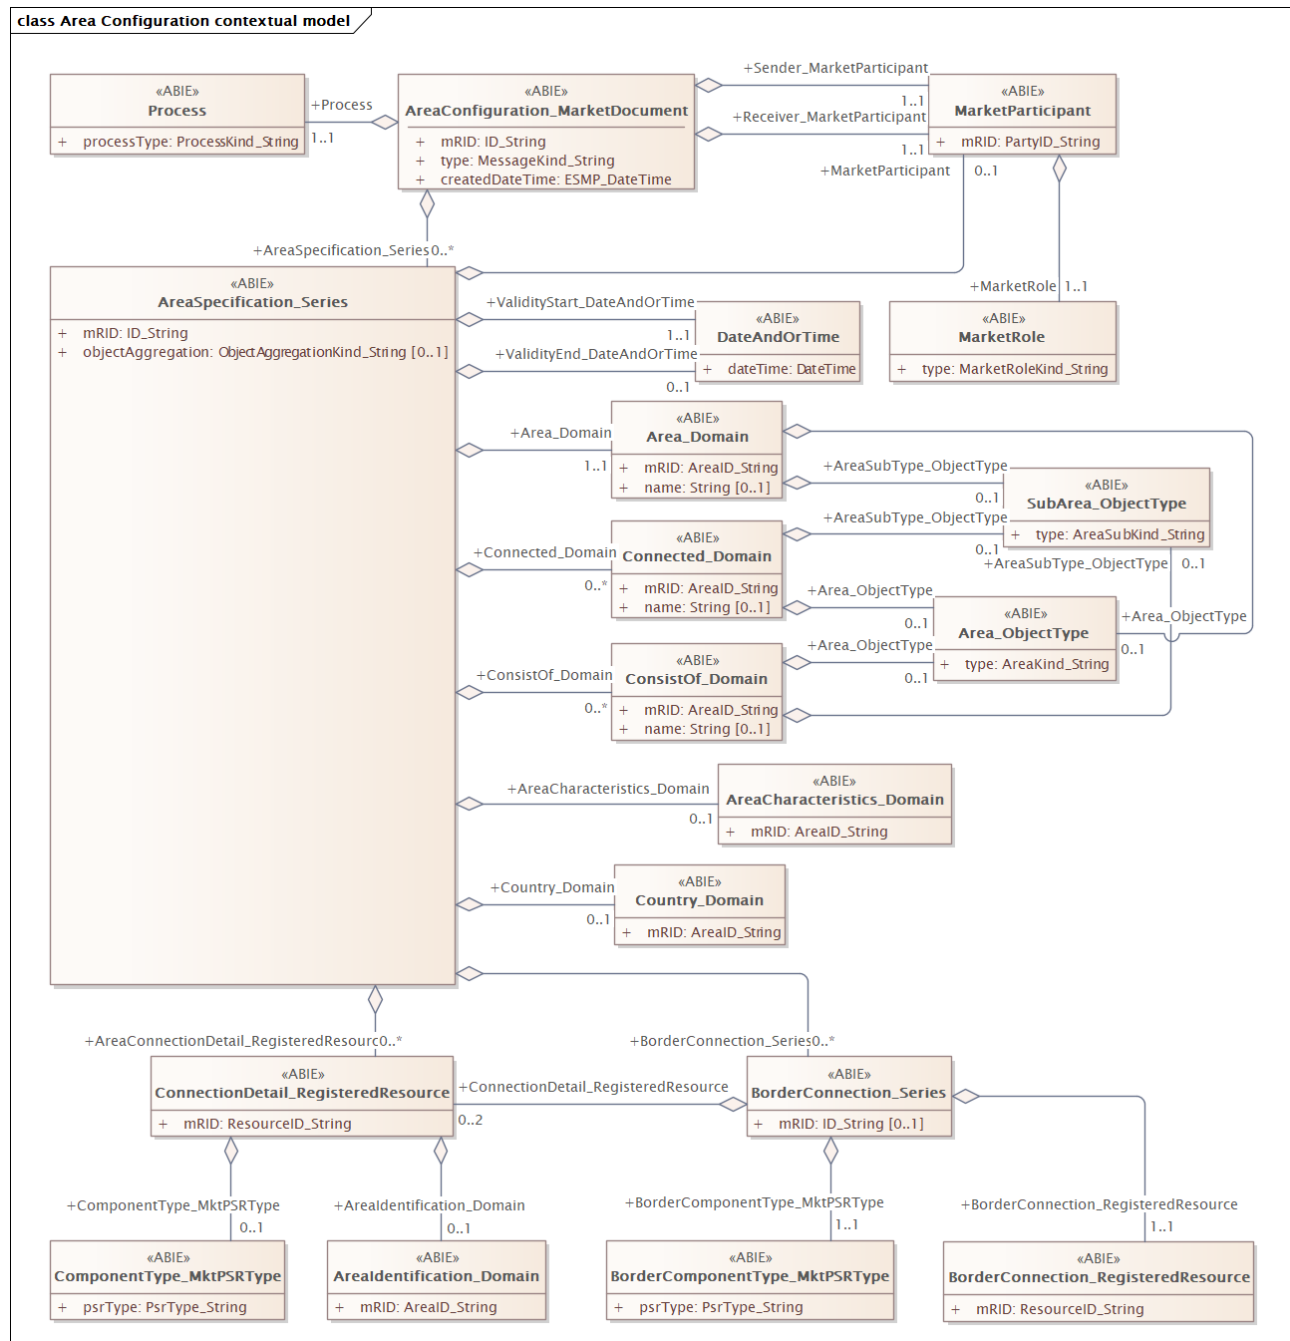 class Area Configuration contextual model
«ABIE»
Process
+ processType: ProcessKind_String
+Process
1..1
«ABIE»
AreaConfiguration_MarketDocument
+ mRID: ID_String
+ type: MessageKind_String
+ createdDateTime: ESMP_DateTime
+Sender_MarketParticipant
1..1
+Receiver_MarketParticipant
1..1
+MarketParticipant
0..1
«ABIE»
MarketParticipant
+ mRID: PartyID_String
+MarketRole 1..1
«ABIE»
MarketRole
+ type: MarketRoleKind_String
+AreaSpecification_Series 0..*
«ABIE»
AreaSpecification_Series
+ mRID: ID_String
+ objectAggregation: ObjectAggregationKind_String [0..1]
+ValidityStart_DateAndOrTime
1..1
+ValidityEnd_DateAndOrTime
0..1
«ABIE»
DateAndOrTime
+ dateTime: DateTime
+Area_Domain
1..1
«ABIE»
Area_Domain
+ mRID: AreaID_String
+ name: String [0..1]
+AreaSubType_ObjectType
0..1
«ABIE»
SubArea_ObjectType
+ type: AreaSubKind_String
+AreaSubType_ObjectType
0..1
+AreaSubType_ObjectType 0..1
+Connected_Domain
0..*
«ABIE»
Connected_Domain
+ mRID: AreaID_String
+ name: String [0..1]
+Area_ObjectType
0..1
«ABIE»
Area_ObjectType
+ type: AreaKind_String
+Area_ObjectType
0..1
+Area_ObjectType
0..1
+ConsistOf_Domain
0..*
«ABIE»
ConsistOf_Domain
+ mRID: AreaID_String
+ name: String [0..1]
+AreaCharacteristics_Domain
0..1
«ABIE»
AreaCharacteristics_Domain
+ mRID: AreaID_String
+Country_Domain
0..1
«ABIE»
Country_Domain
+ mRID: AreaID_String
+AreaConnectionDetail_RegisteredResourc 0..*
+BorderConnection_Series 0..*
«ABIE»
ConnectionDetail_RegisteredResource
+ mRID: ResourceID_String
+ConnectionDetail_RegisteredResource
0..2
«ABIE»
BorderConnection_Series
+ mRID: ID_String [0..1]
+ComponentType_MktPSRType
0..1
+AreaIdentification_Domain
0..1
+BorderComponentType_MktPSRType
1..1
+BorderConnection_RegisteredResource
1..1
«ABIE»
ComponentType_MktPSRType
+ psrType: PsrType_String
«ABIE»
AreaIdentification_Domain
+ mRID: AreaID_String
«ABIE»
BorderComponentType_MktPSRType
+ psrType: PsrType_String
«ABIE»
BorderConnection_RegisteredResource
+ mRID: ResourceID_String